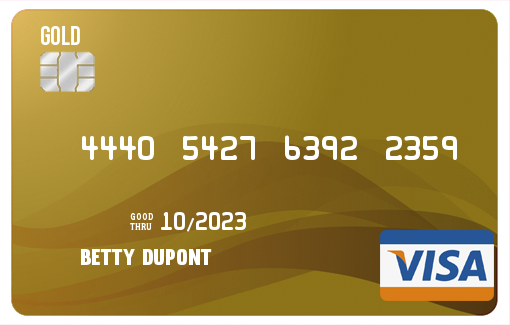 GOLD
4440 5427 6392 2359
GOOD
THRU 10/2023
BETTY DUPONT
VISA